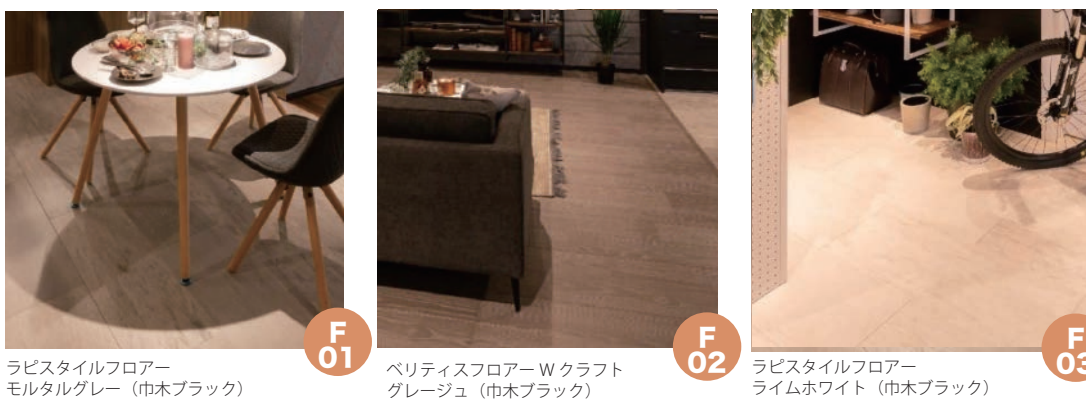 F
01
ラピスタイルフロアー
モルタルグレー（巾木ブラック）
F
02
ベリティスフロアー W クラフト
グレージュ（巾木ブラック）
F
03
ラピスタイルフロアー
ライムホワイト（巾木ブラック）